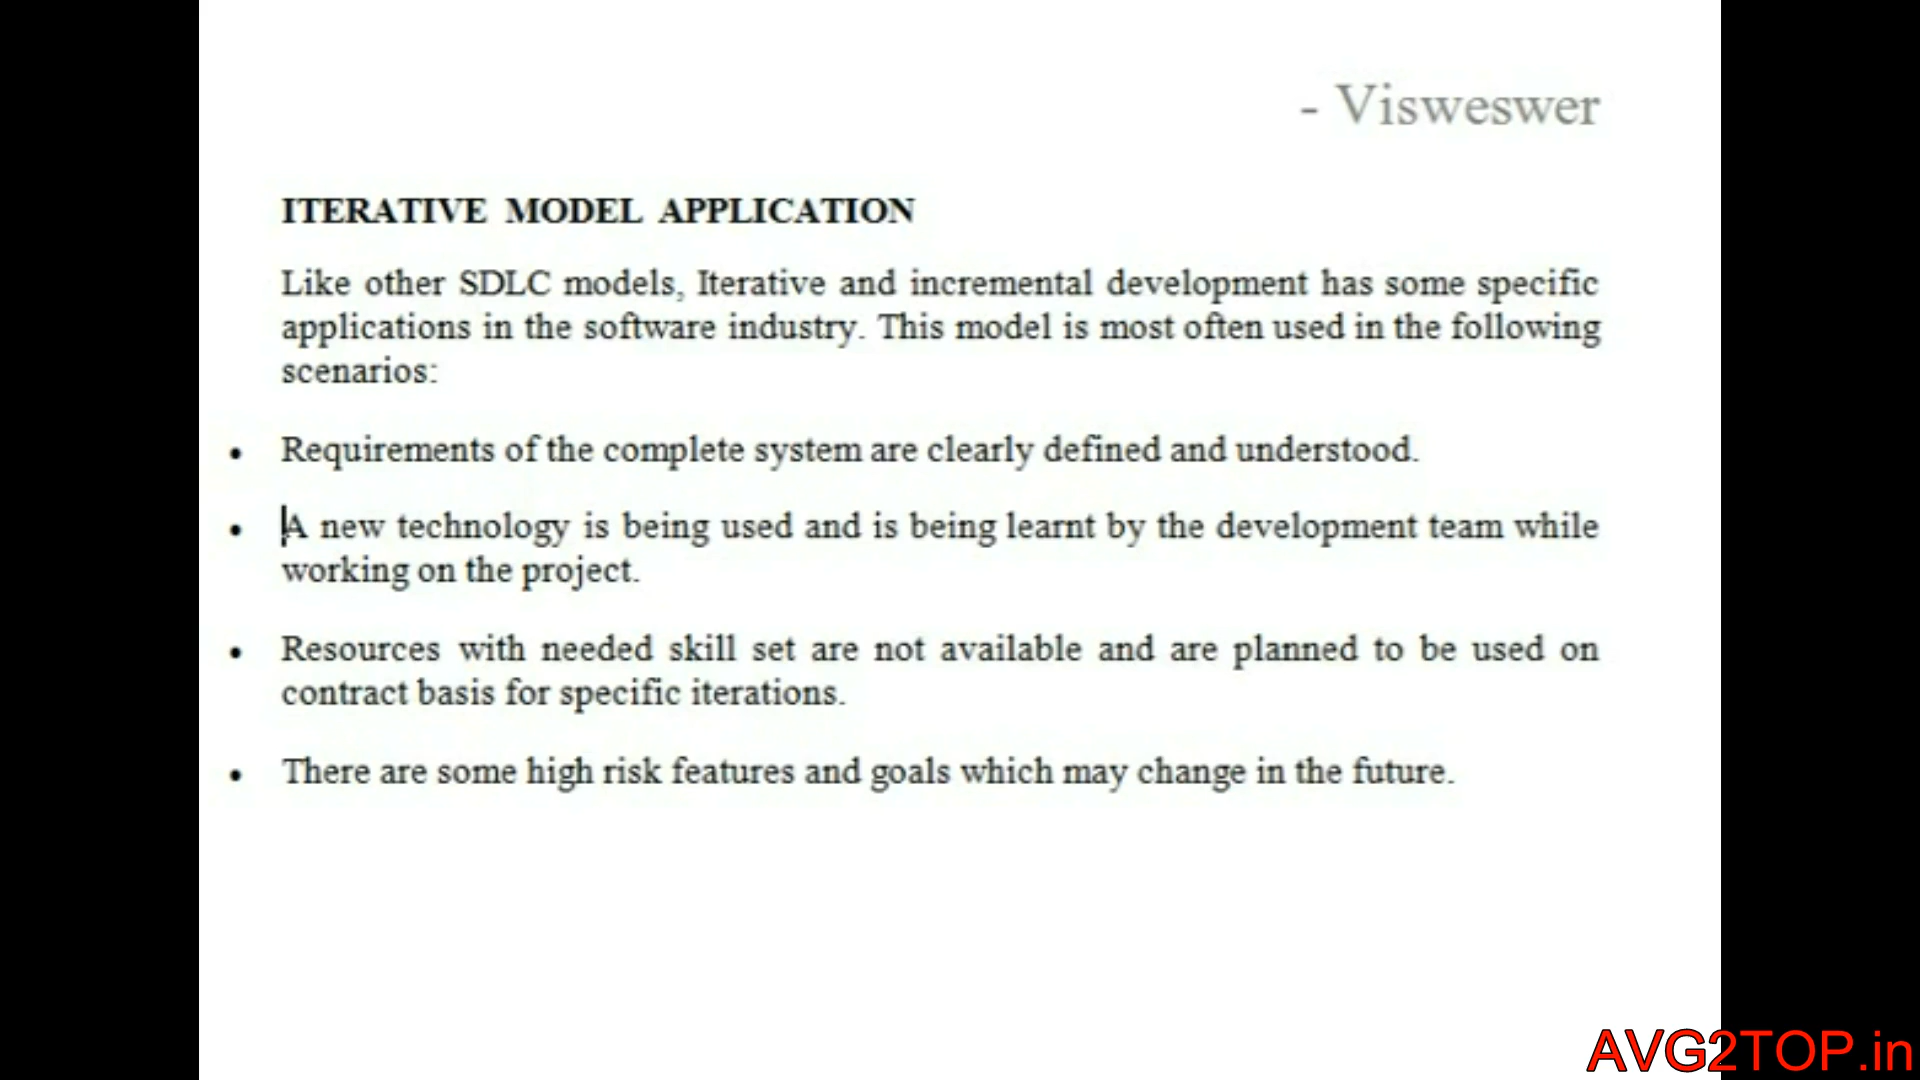 - Visweswer
ITERATIVE MODEL APPLICATION
Like other SDLC models, Iterative and incremental development has some specific
applications in the software industry. This model is most often used in the following
scenarios:
• Requirements of the complete system are clearly defined and understood.
• A new technology is being used and is being learnt by the development team while
working on the project.
• Resources with needed skill set are not available and are planned to be used on
contract basis for specific iterations.
• There are some high risk features and goals which may change in the future.
AVG2TOP.in